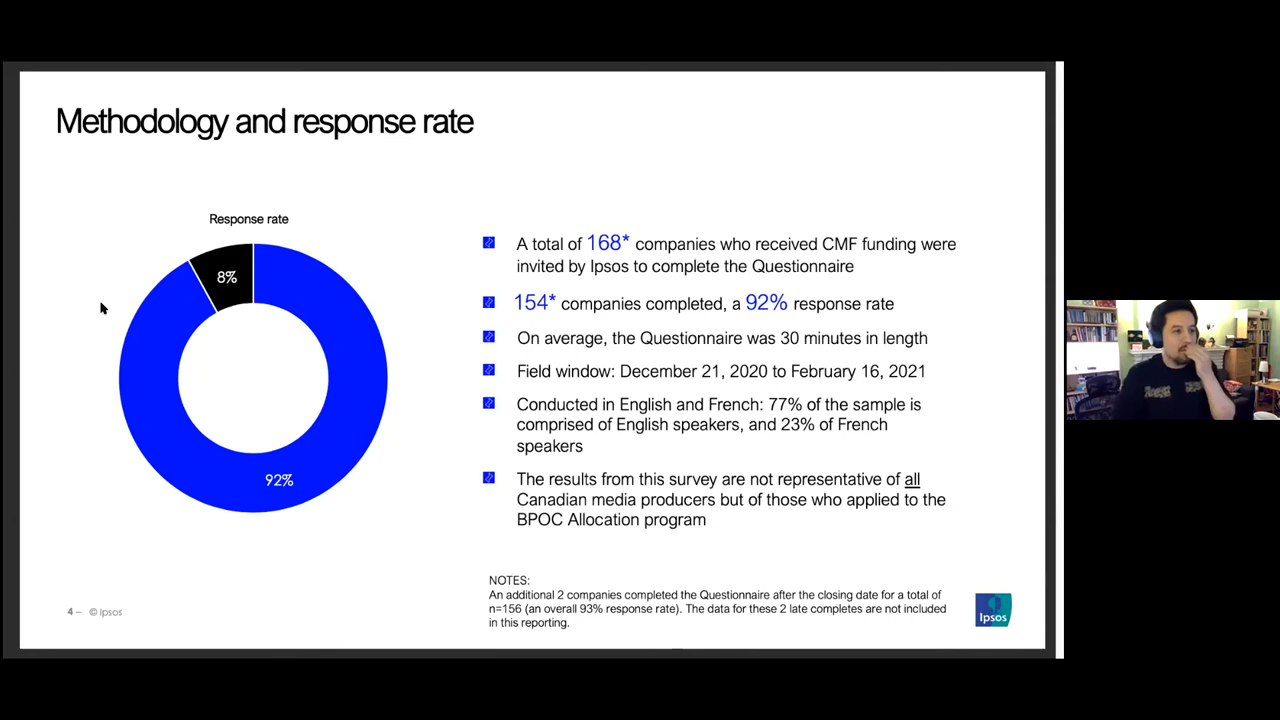 Methodology and response rate
Response rate
8%
92%
A total of 168* companies who received CMF funding were
invited by Ipsos to complete the Questionnaire
154* companies completed, a 92% response rate
On average, the Questionnaire was 30 minutes in length
Field window: December 21, 2020 to February 16, 2021
Conducted in English and French: 77% of the sample is
comprised of English speakers, and 23% of French
speakers
The results from this survey are not representative of all
Canadian media producers but of those who applied to the
BPOC Allocation program
NOTES:
An additional 2 companies completed the Questionnaire after the closing date for a total of
n=156 (an overall 93% response rate). The data for these 2 late completes are not included
in this reporting.
4 – © Ipsos
Ipsos